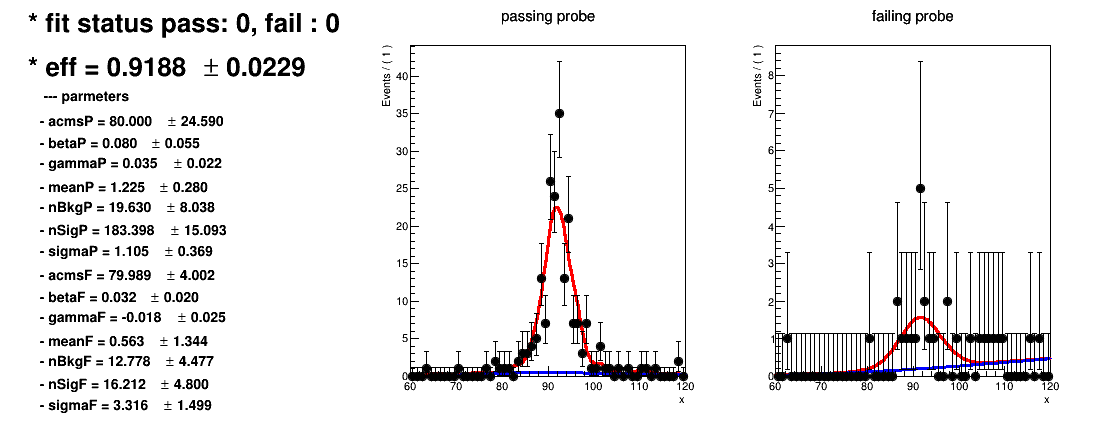 * fit status pass: 0, fail : 0
* eff = 0.9188 ± 0.0229
--- parmeters
- acmsP = 80.000 ± 24.590
- betaP = 0.080 ± 0.055
- gammaP = 0.035 ± 0.022
- meanP = 1.225 ± 0.280
- nBkgP = 19.630 ± 8.038
- nSigP = 183.398 ± 15.093
- sigmaP = 1.105 ± 0.369
- acmsF = 79.989 ± 4.002
- betaF = 0.032 ± 0.020
- gammaF = -0.018 ± 0.025
- meanF = 0.563 ± 1.344
- nBkgF = 12.778 ± 4.477
- nSigF = 16.212 ± 4.800
- sigmaF = 3.316 ± 1.499
passing probe
Events / ( 1 )
40
35
30
25
20
15
10
5
0
60 70 80 90 100 110 120
x
failing probe
Events / ( 1 )
8
7
6
5
4
3
2
1
0
60 70 80 90 100 110 120
x